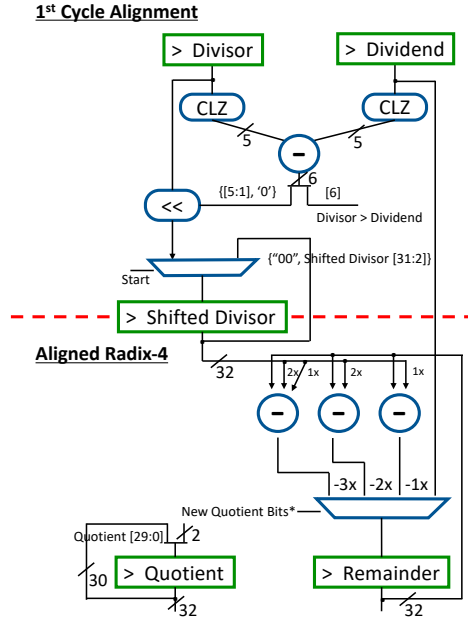 1st Cycle Alignment
> Divisor
> Dividend
CLZ
CLZ
5
5
-
6
{[5:1], ‘0’}
[6]
<<
Divisor > Dividend
{“00”, Shifted Divisor [31:2]}
Start
> Shifted Divisor
Aligned Radix-4
32
2x
1x
2x
1x
-
-
-
-3x
-2x
-1x
New Quotient Bits*
Quotient [29:0]
2
> Quotient
> Remainder
30
32
32